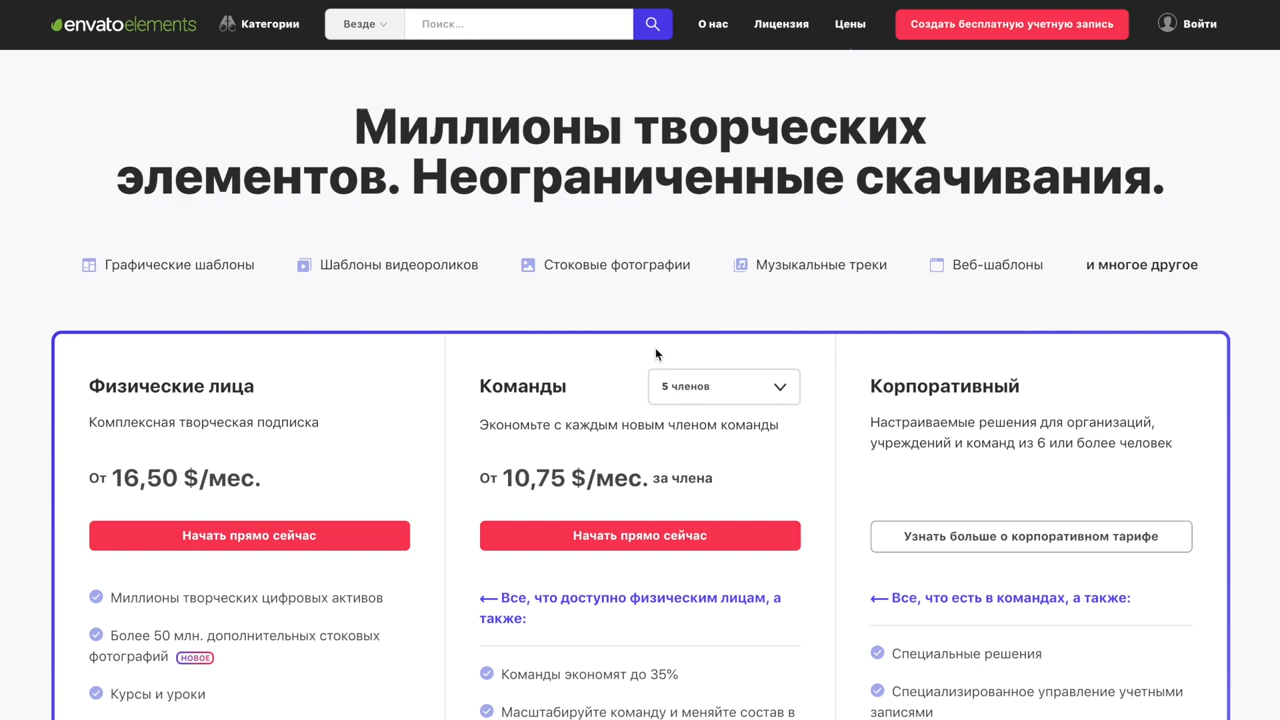 envatoelements Категории Везде Поиск... О нас Лицензия Цены Создать бесплатную учетную запись Войти
Миллионы творческих
элементов. Неограниченные скачивания.
Графические шаблоны Шаблоны видеороликов Стоковые фотографии Музыкальные треки Веб-шаблоны и многое другое
Физические лица
Комплексная творческая подписка
От 16,50 $/мес.
Начать прямо сейчас
Миллионы творческих цифровых активов
Более 50 млн. дополнительных стоковых
фотографий НОВОЕ
Курсы и уроки
Команды 5 членов
Экономьте с каждым новым членом команды
От 10,75 $/мес. за члена
Начать прямо сейчас
⟵ Все, что доступно физическим лицам, а
также:
Команды экономят до 35%
Масштабируйте команду и меняйте состав в
Корпоративный
Настраиваемые решения для организаций,
учреждений и команд из 6 или более человек
Узнать больше о корпоративном тарифе
⟵ Все, что есть в командах, а также:
Специальные решения
Специализированное управление учетными
записями